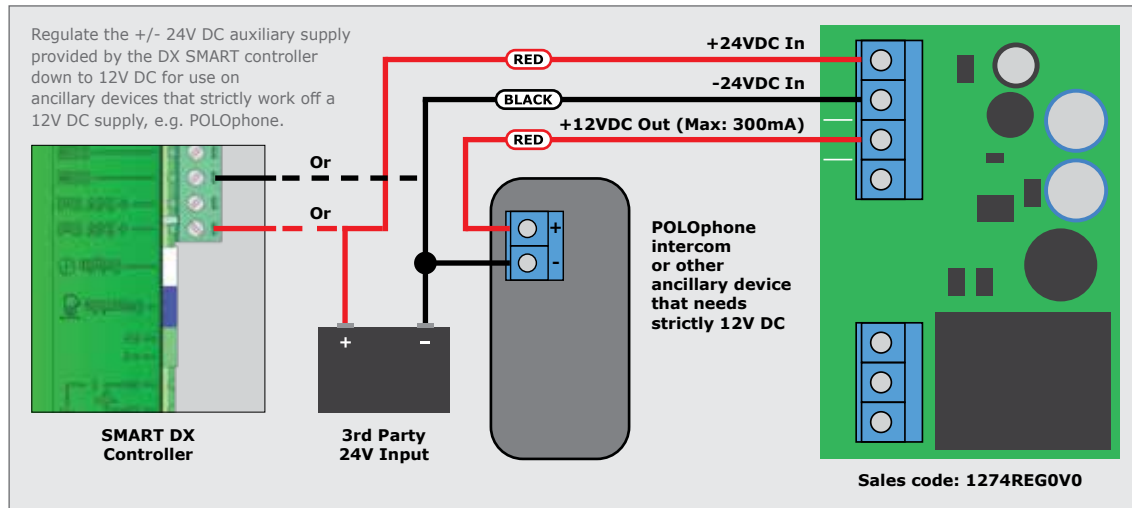 Regulate the +/- 24V DC auxiliary supply
provided by the DX SMART controller
down to 12V DC for use on
ancillary devices that strictly work off a
12V DC supply, e.g. POLOphone.
+24VDC In
RED
-24VDC In
BLACK
+12VDC Out (Max: 300mA)
RED
Or
Or
+
-
POLOphone
intercom
or other
ancillary device
that needs
strictly 12V DC
+ –
SMART DX
Controller
3rd Party
24V Input
Sales code: 1274REG0V0